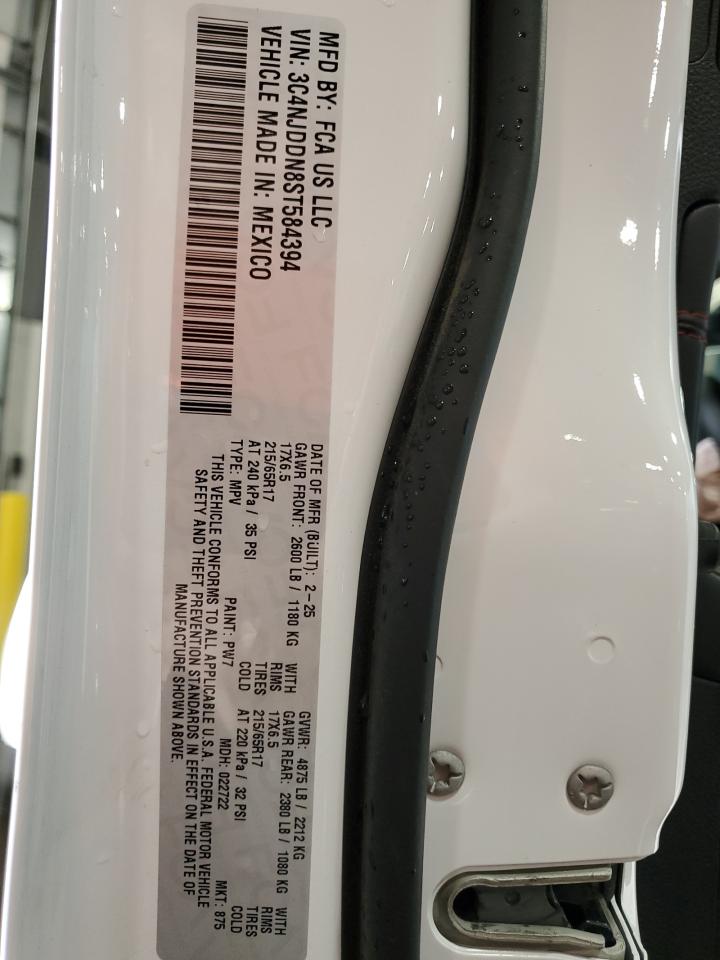 MFD BY: FCA US LLC
VIN: 3C4NJDDN8ST584394
VEHICLE MADE IN: MEXICO
DATE OF MFR (BUILT): 2-25 GVWR: 4875 LB / 2212 KG
GAWR FRONT: 2600 LB / 1180 KG WITH GAWR REAR: 2380 LB / 1080 KG WITH
17X6.5 RIMS 17X6.5 RIMS
215/65R17 TIRES 215/65R17 TIRES
AT 240 kPa / 35 PSI COLD AT 220 kPa / 32 PSI COLD
TYPE: MPV PAINT: PW7 MDH: 022722 MKT: 875
THIS VEHICLE CONFORMS TO ALL APPLICABLE U.S.A. FEDERAL MOTOR VEHICLE
SAFETY AND THEFT PREVENTION STANDARDS IN EFFECT ON THE DATE OF
MANUFACTURE SHOWN ABOVE.